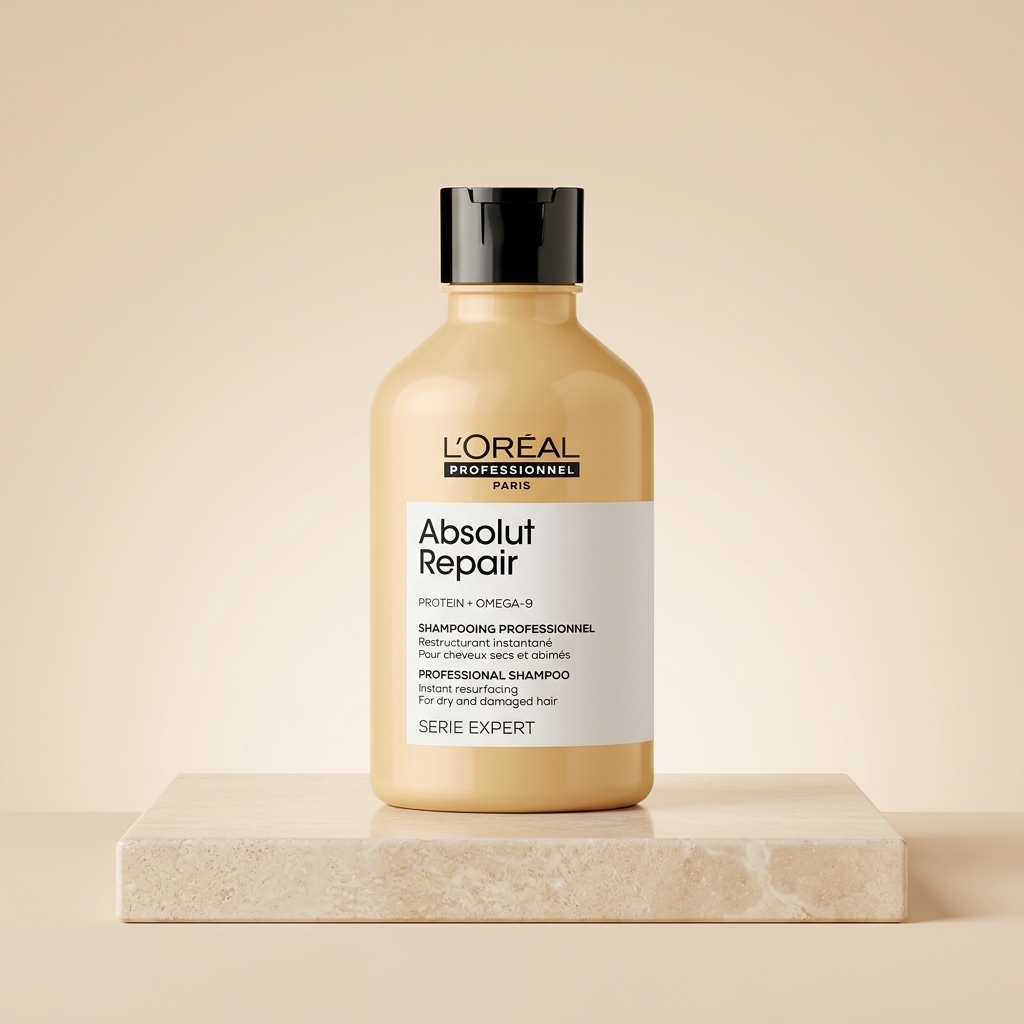 L'ORÉAL
PROFESSIONNEL
PARIS
Absolut
Repair
PROTEIN + OMEGA-9
SHAMPOOING PROFESSIONNEL
Restructurant instantané
Pour cheveux secs et abimés
PROFESSIONAL SHAMPOO
Instant resurfacing
For dry and damaged hair
SERIE EXPERT